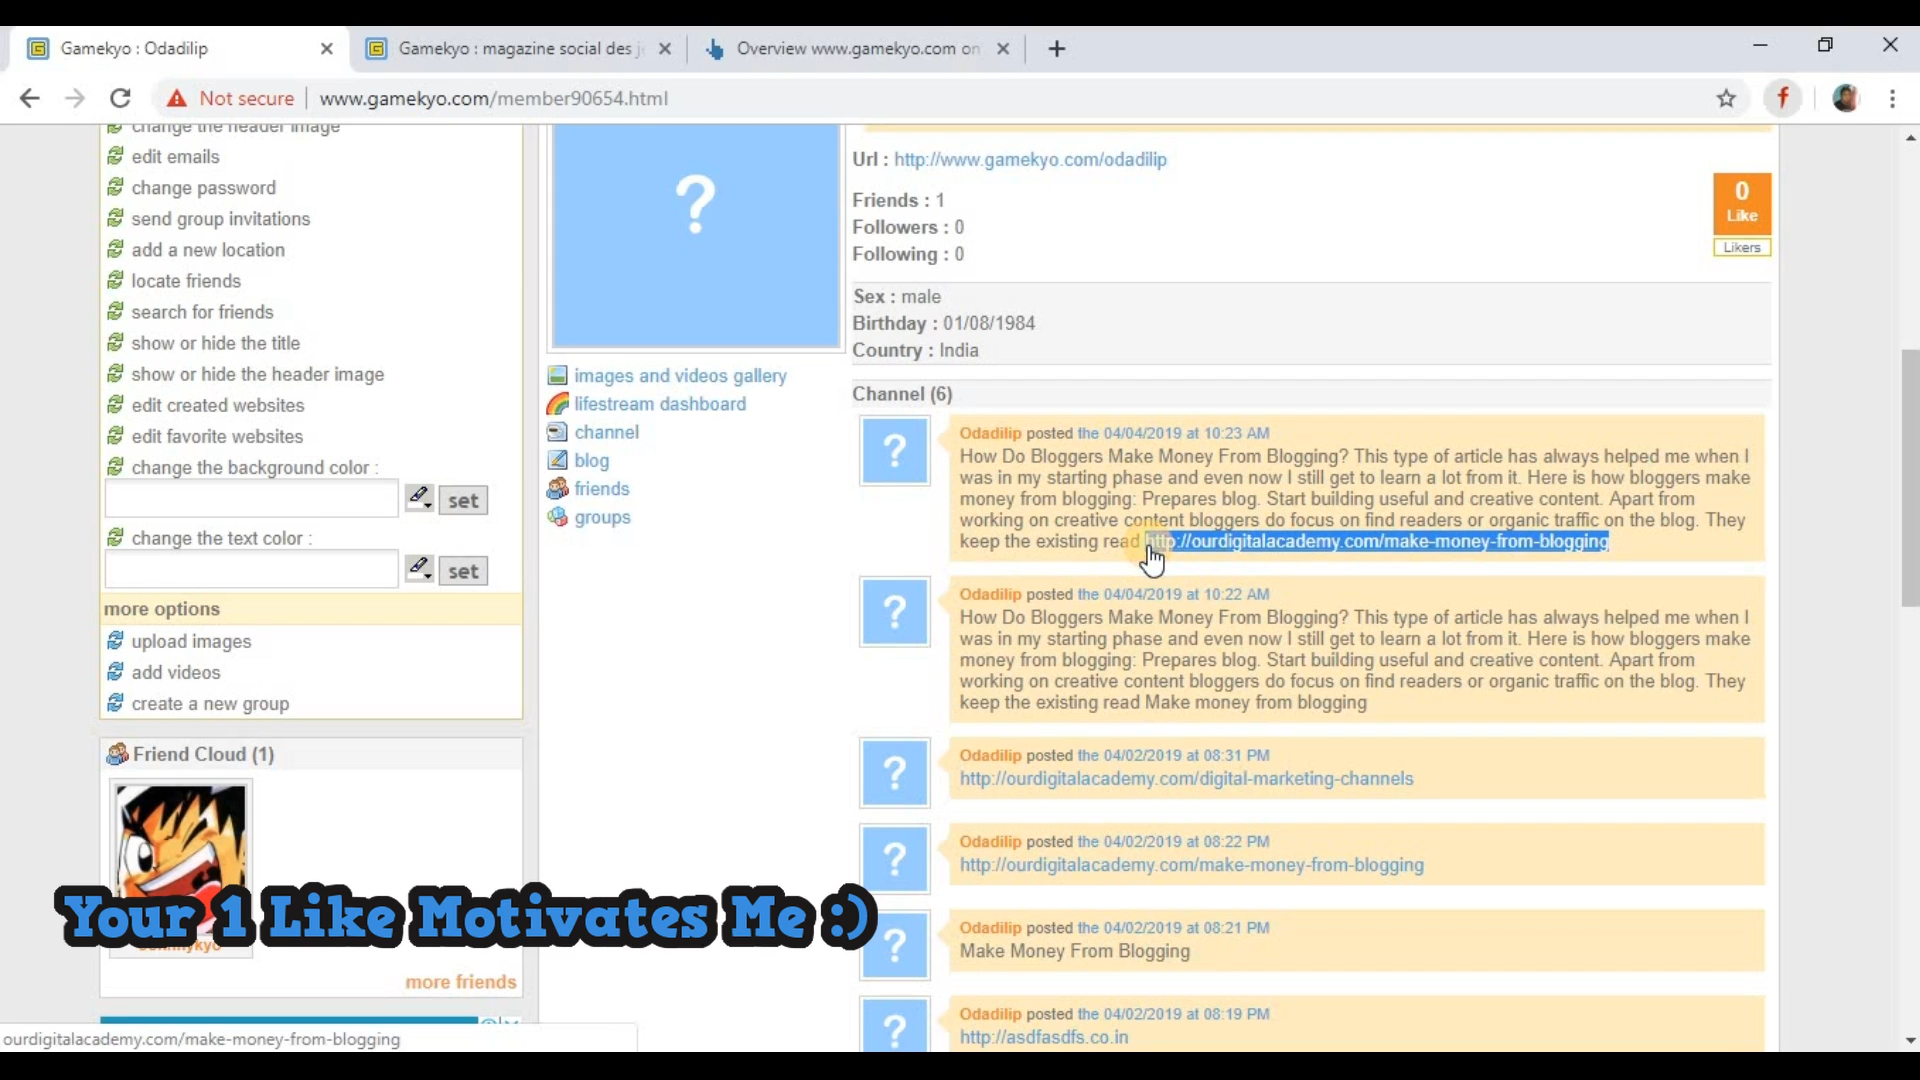 Gamekyo : Odadilip
Gamekyo : magazine social des j
Overview www.gamekyo.com on
Not secure
www.gamekyo.com/member90654.html
change the header image
edit emails
change password
send group invitations
add a new location
locate friends
search for friends
show or hide the title
show or hide the header image
edit created websites
edit favorite websites
change the background color :
set
change the text color :
set
more options
upload images
add videos
create a new group
Friend Cloud (1)
more friends
?
images and videos gallery
lifestream dashboard
channel
blog
friends
groups
Url : http://www.gamekyo.com/odadilip
Friends : 1
Followers : 0
Following : 0
0
Like
Likers
Sex : male
Birthday : 01/08/1984
Country : India
Channel (6)
?
Odadilip posted the 04/04/2019 at 10:23 AM
How Do Bloggers Make Money From Blogging? This type of article has always helped me when I
was in my starting phase and even now I still get to learn a lot from it. Here is how bloggers make
money from blogging: Prepares blog. Start building useful and creative content. Apart from
working on creative content bloggers do focus on find readers or organic traffic on the blog. They
keep the existing read http://ourdigitalacademy.com/make-money-from-blogging
?
Odadilip posted the 04/04/2019 at 10:22 AM
How Do Bloggers Make Money From Blogging? This type of article has always helped me when I
was in my starting phase and even now I still get to learn a lot from it. Here is how bloggers make
money from blogging: Prepares blog. Start building useful and creative content. Apart from
working on creative content bloggers do focus on find readers or organic traffic on the blog. They
keep the existing read Make money from blogging
?
Odadilip posted the 04/02/2019 at 08:31 PM
http://ourdigitalacademy.com/digital-marketing-channels
?
Odadilip posted the 04/02/2019 at 08:22 PM
http://ourdigitalacademy.com/make-money-from-blogging
?
Odadilip posted the 04/02/2019 at 08:21 PM
Make Money From Blogging
?
Odadilip posted the 04/02/2019 at 08:19 PM
http://asdfasdfs.co.in
Your 1 Like Motivates Me :)
ourdigitalacademy.com/make-money-from-blogging